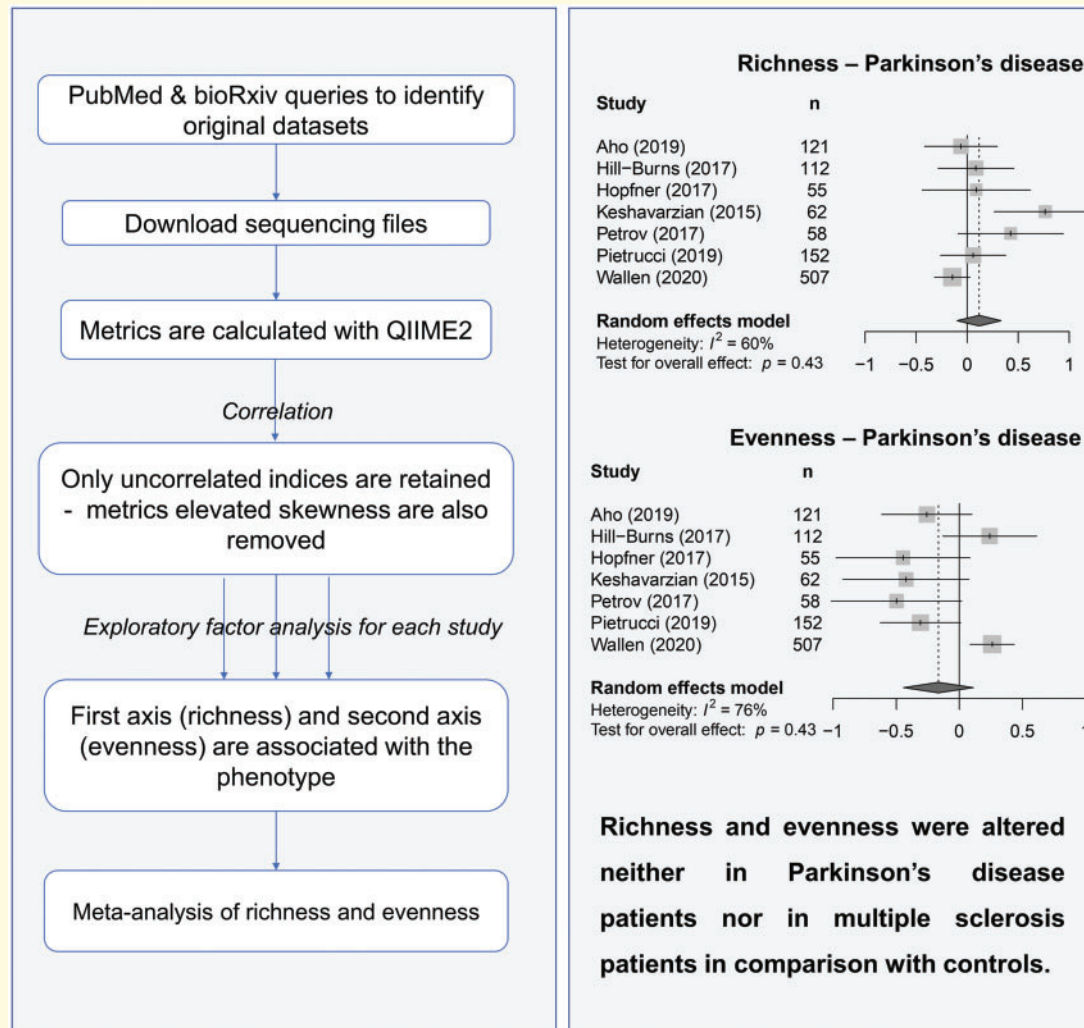 PubMed & bioRxiv queries to identify
original datasets
Download sequencing files
Metrics are calculated with QIIME2
Correlation
Only uncorrelated indices are retained
- metrics elevated skewness are also
removed
Exploratory factor analysis for each study
First axis (richness) and second axis
(evenness) are associated with the
phenotype
Meta-analysis of richness and evenness
Richness – Parkinson's disease
Study n
Aho (2019) 121
Hill−Burns (2017) 112
Hopfner (2017) 55
Keshavarzian (2015) 62
Petrov (2017) 58
Pietrucci (2019) 152
Wallen (2020) 507
Random effects model
Heterogeneity: I² = 60%
Test for overall effect: p = 0.43
−1 −0.5 0 0.5 1
Evenness – Parkinson's disease
Study n
Aho (2019) 121
Hill−Burns (2017) 112
Hopfner (2017) 55
Keshavarzian (2015) 62
Petrov (2017) 58
Pietrucci (2019) 152
Wallen (2020) 507
Random effects model
Heterogeneity: I² = 76%
Test for overall effect: p = 0.43
−1 −0.5 0 0.5
Richness and evenness were altered
neither in Parkinson's disease
patients nor in multiple sclerosis
patients in comparison with controls.